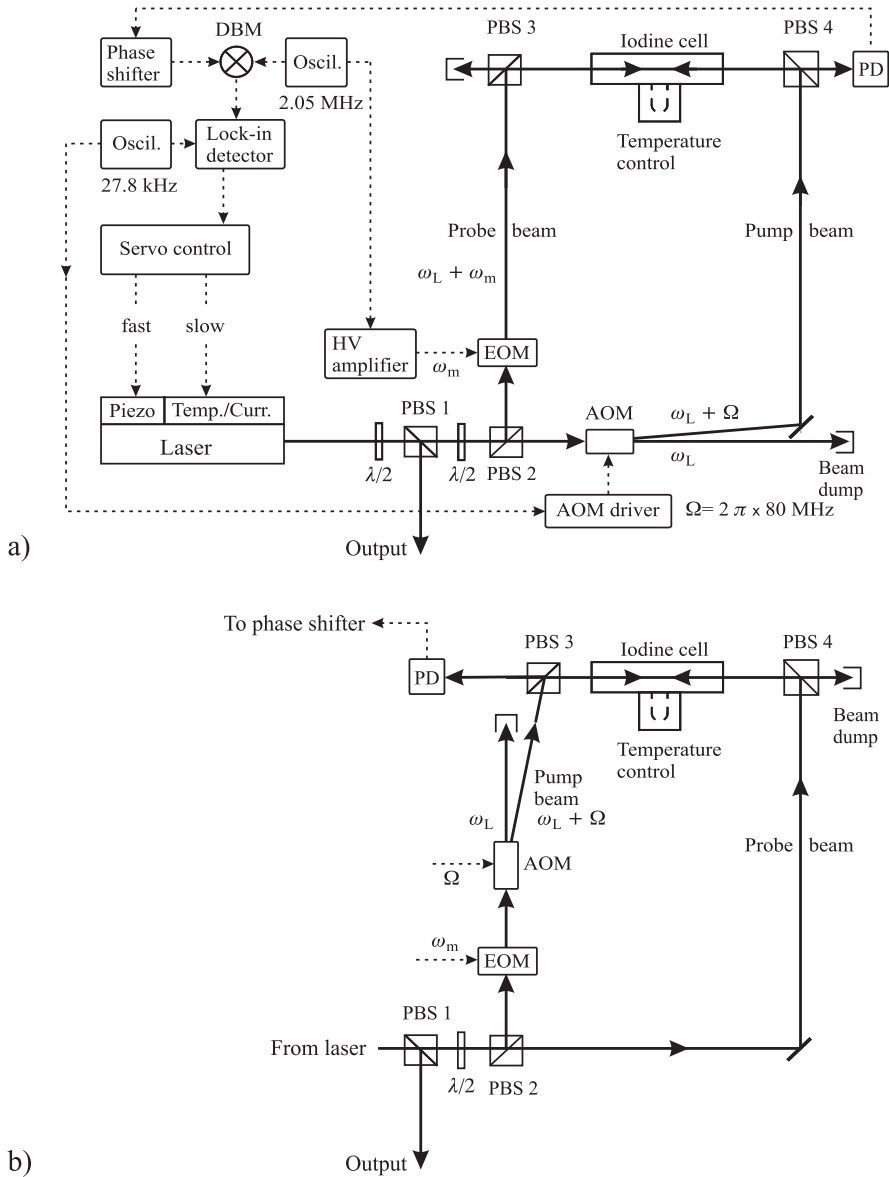 DBM
PBS 3
PBS 4
Phase
shifter
Oscil.
Iodine cell
PD
2.05 MHz
Oscil.
Lock-in
detector
Temperature
control
27.8 kHz
Servo control
Probe beam
Pump beam
ωL + ωm
fast
slow
HV
amplifier
ωm
EOM
Piezo
Temp./Curr.
PBS 1
AOM
ωL + Ω
Laser
ωL
λ/2
λ/2
PBS 2
Beam
dump
AOM driver
Ω= 2 π x 80 MHz
Output
a)
To phase shifter
PBS 3
Iodine cell
PBS 4
PD
Beam
dump
Temperature
control
Pump
beam
ωL
ωL + Ω
Probe beam
AOM
Ω
ωm
EOM
PBS 1
From laser
λ/2
PBS 2
Output
b)